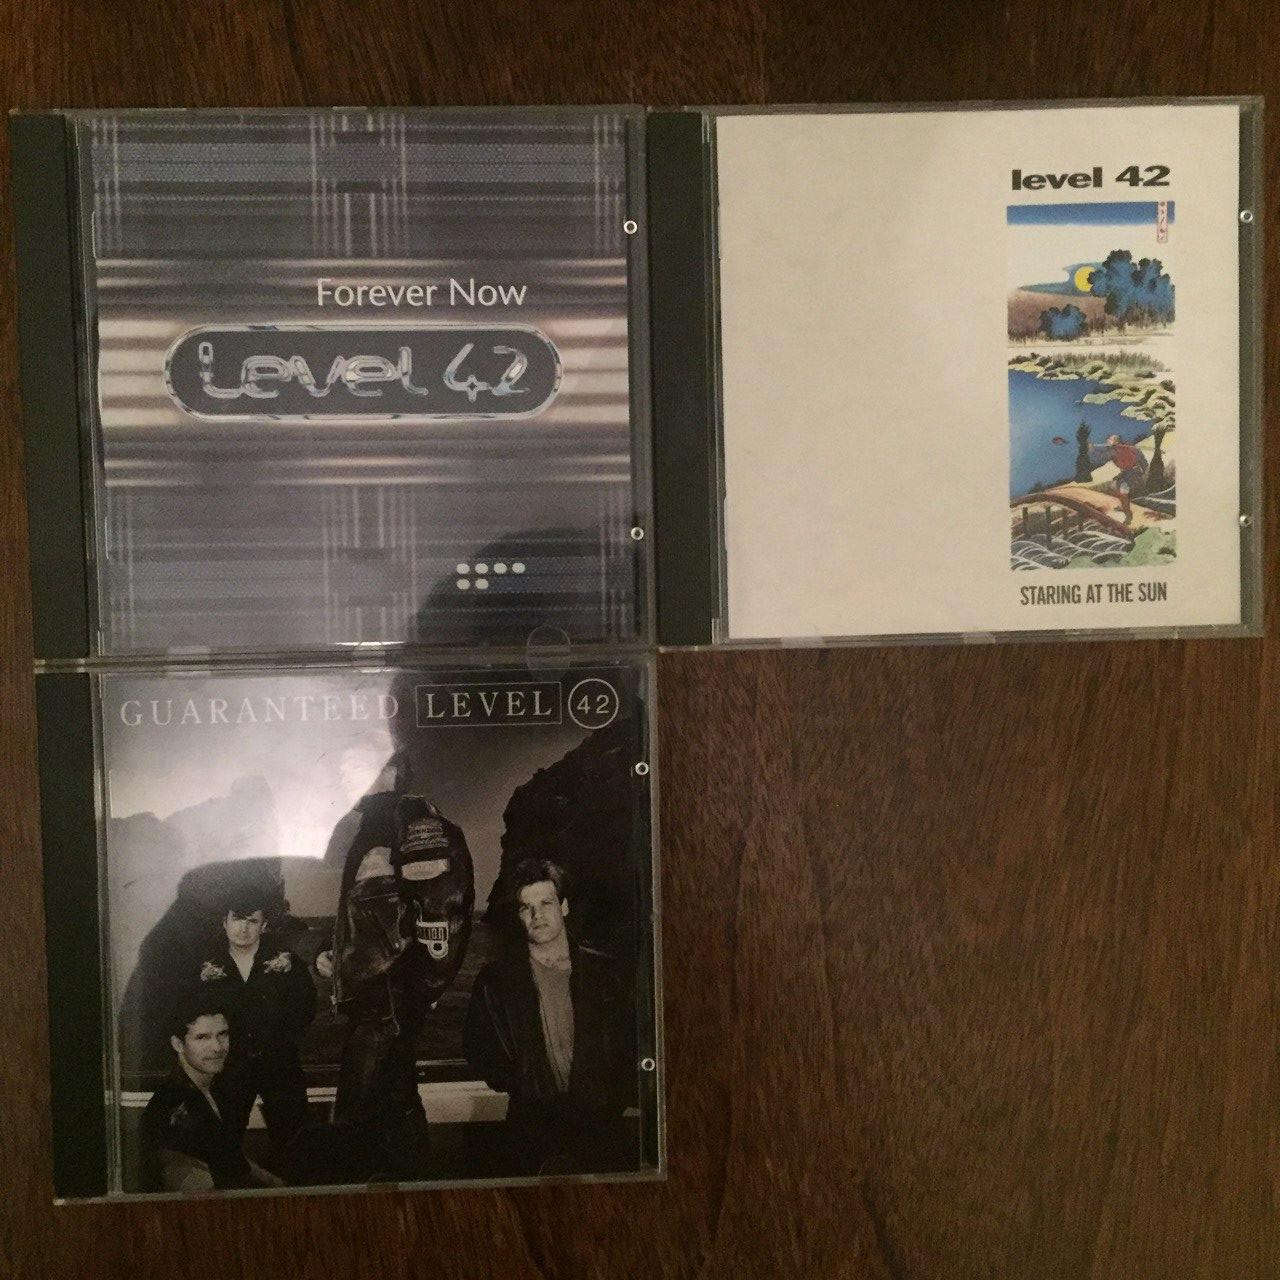 Forever Now
Level 42
level 42
STARING AT THE SUN
GUARANTEED LEVEL 42